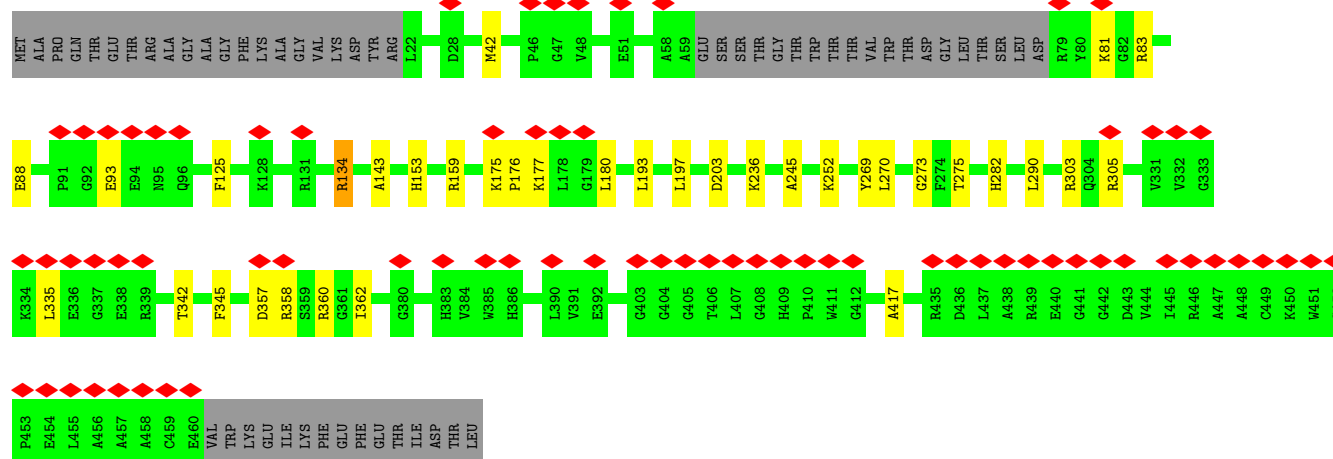 MET ALA PRO GLN THR GLU THR ARG ALA GLY ALA GLY PHE LYS ALA GLY VAL LYS ASP TYR ARG L22 D28 M42 P46 G47 V48 E51 A58 A59 GLU SER SER THR GLY THR TRP THR THR VAL TRP THR ASP GLY LEU THR SER LEU ASP R79 Y80 K81 G82 R83
E88 P91 G92 E93 E94 N95 Q96 F125 K128 R131 R134 A143 H153 R159 K175 P176 K177 L178 G179 L180 L193 L197 D203 K236 A245 K252 Y269 L270 G273 F274 T275 H282 L290 R303 Q304 R305 V331 V332 G333
K334 L335 E336 G337 E338 R339 T342 F345 D357 R358 S359 R360 G361 I362 G380 H383 V384 W385 H386 L390 V391 E392 G403 G404 G405 T406 L407 G408 H409 P410 W411 G412 A417 R435 D436 L437 A438 R439 E440 G441 G442 D443 V444 I445 R446 A447 A448 C449 K450 W451
P453 E454 L455 A456 A457 A458 C459 E460 VAL TRP LYS GLU ILE LYS PHE GLU PHE GLU THR ILE ASP THR LEU